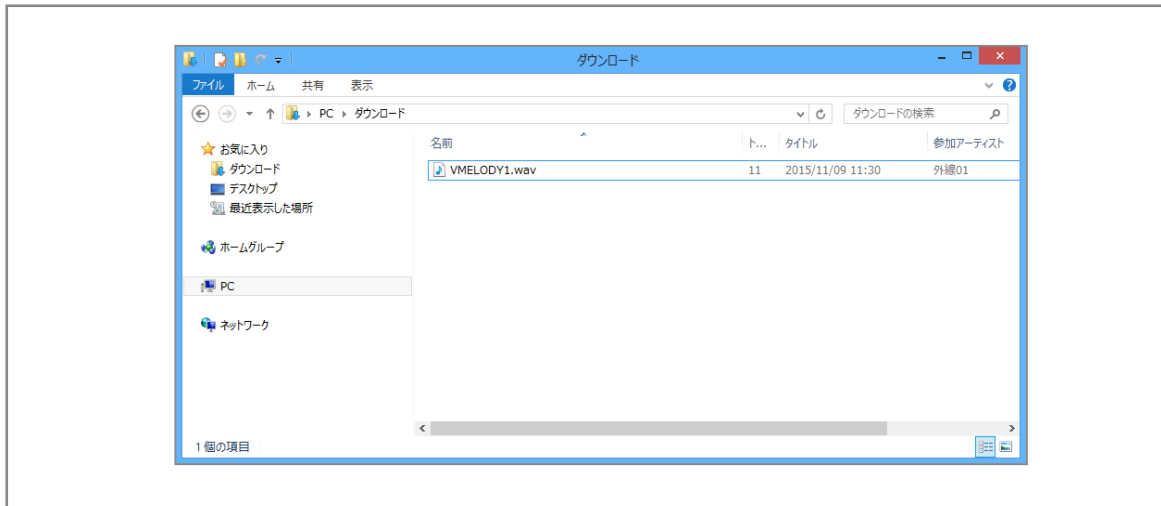 ダウンロード
ファイル ホーム 共有 表示
PC ダウンロード ダウンロードの検索
お気に入り
ダウンロード
デスクトップ
最近表示した場所
ホームグループ
PC
ネットワーク
名前 ト... タイトル 参加アーティスト
VMELODY1.wav 11 2015/11/09 11:30 外線01
1 個の項目